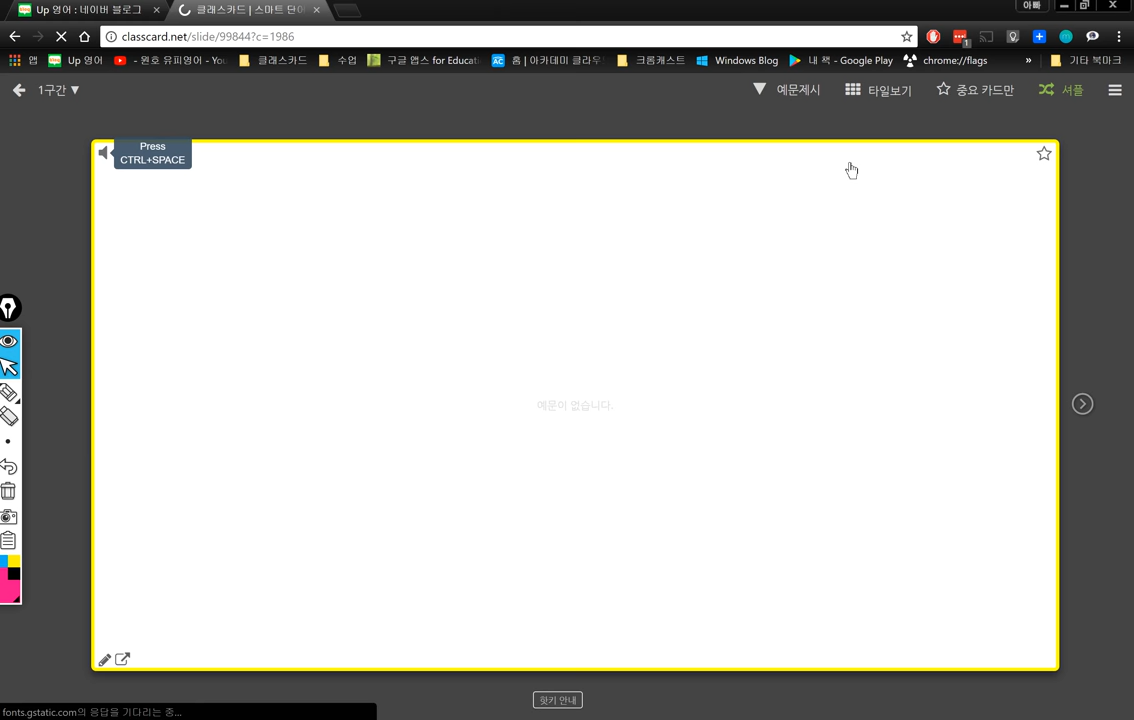 Up 영어 : 네이버 블로그
클래스카드 | 스마트 단어
아빠
classcard.net/slide/99844?c=1986
앱
Up 영어
- 원호 유피영어 - You
클래스카드
수업
구글 앱스 for Educati
홈 | 아카데미 클라우드
크롬캐스트
Windows Blog
내 책 - Google Play
chrome://flags
»
기타 북마크
1구간 ▼
▼ 예문제시
타일보기
중요 카드만
셔플
Press
CTRL+SPACE
예문이 없습니다.
핫키 안내
fonts.gstatic.com의 응답을 기다리는 중...